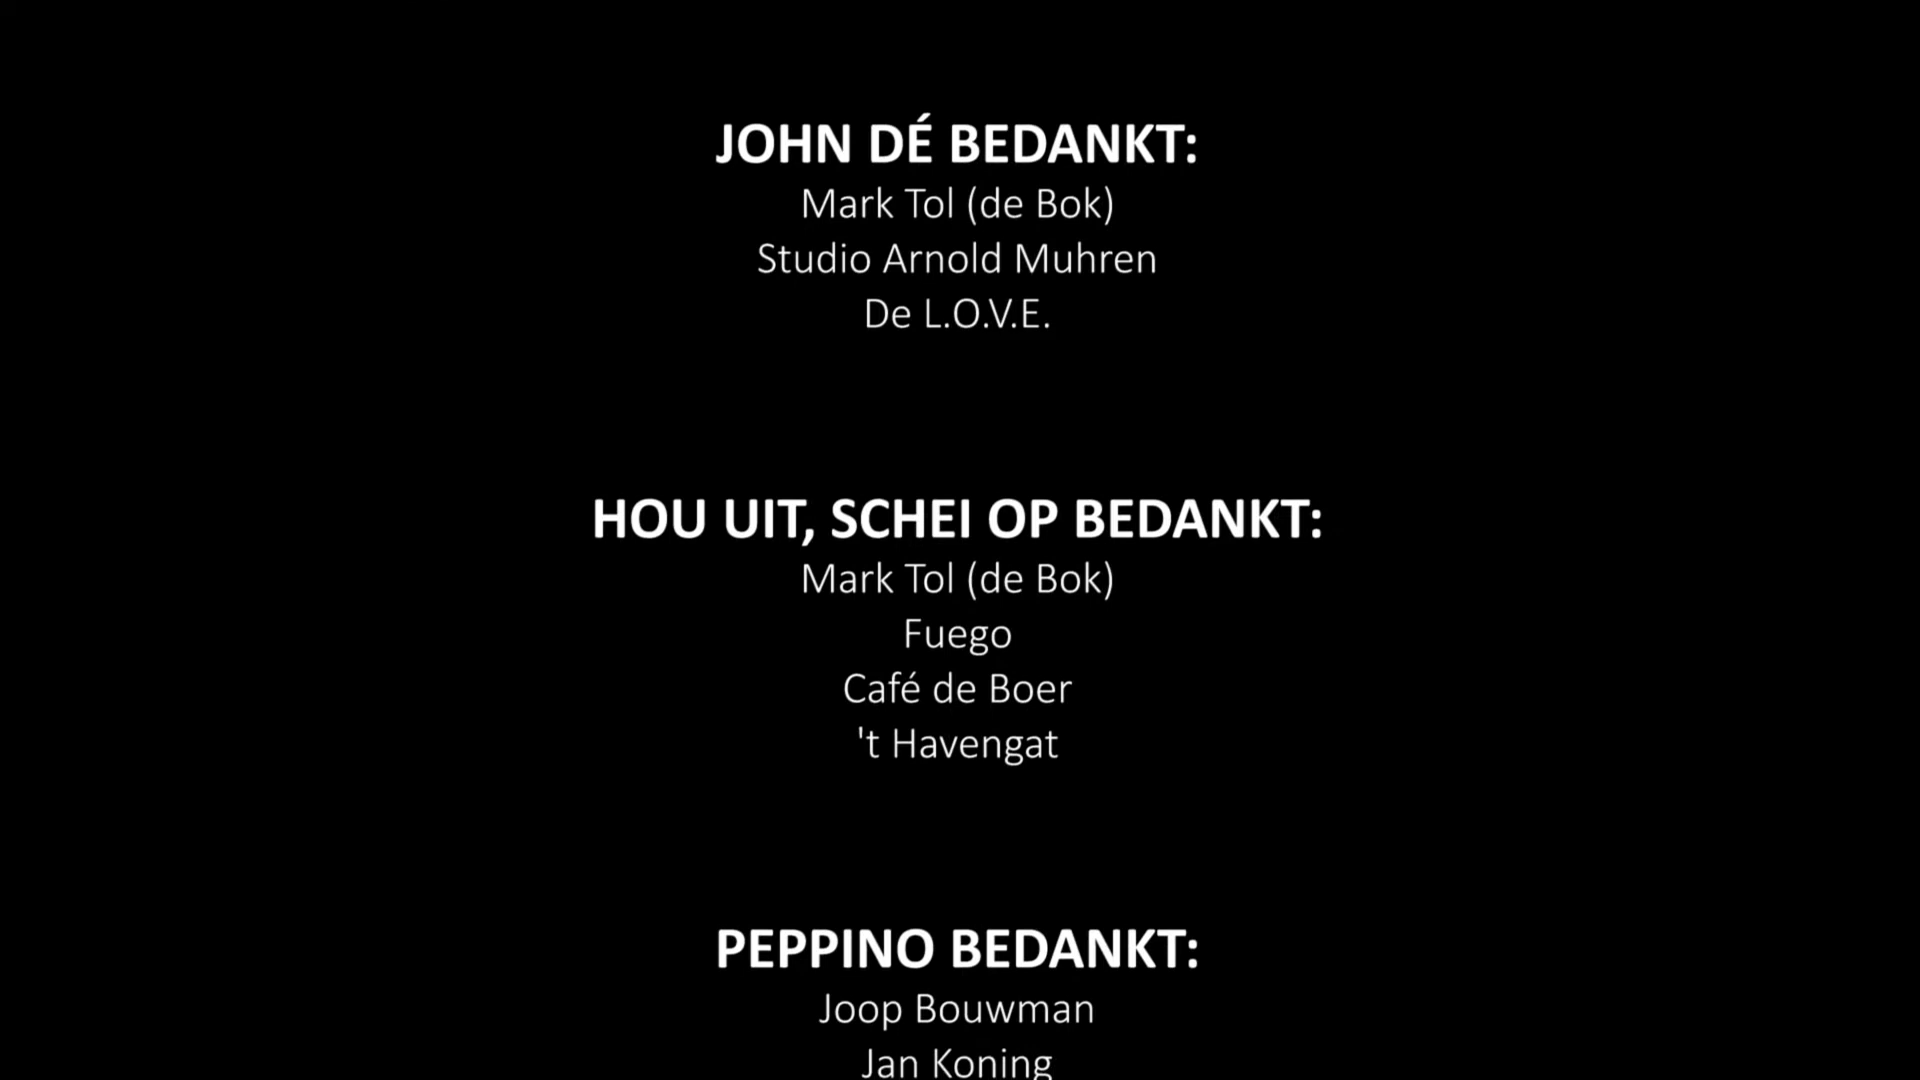 JOHN DÉ BEDANKT:
Mark Tol (de Bok)
Studio Arnold Muhren
De L.O.V.E.
HOU UIT, SCHEI OP BEDANKT:
Mark Tol (de Bok)
Fuego
Café de Boer
't Havengat
PEPPINO BEDANKT:
Joop Bouwman
Jan Koning